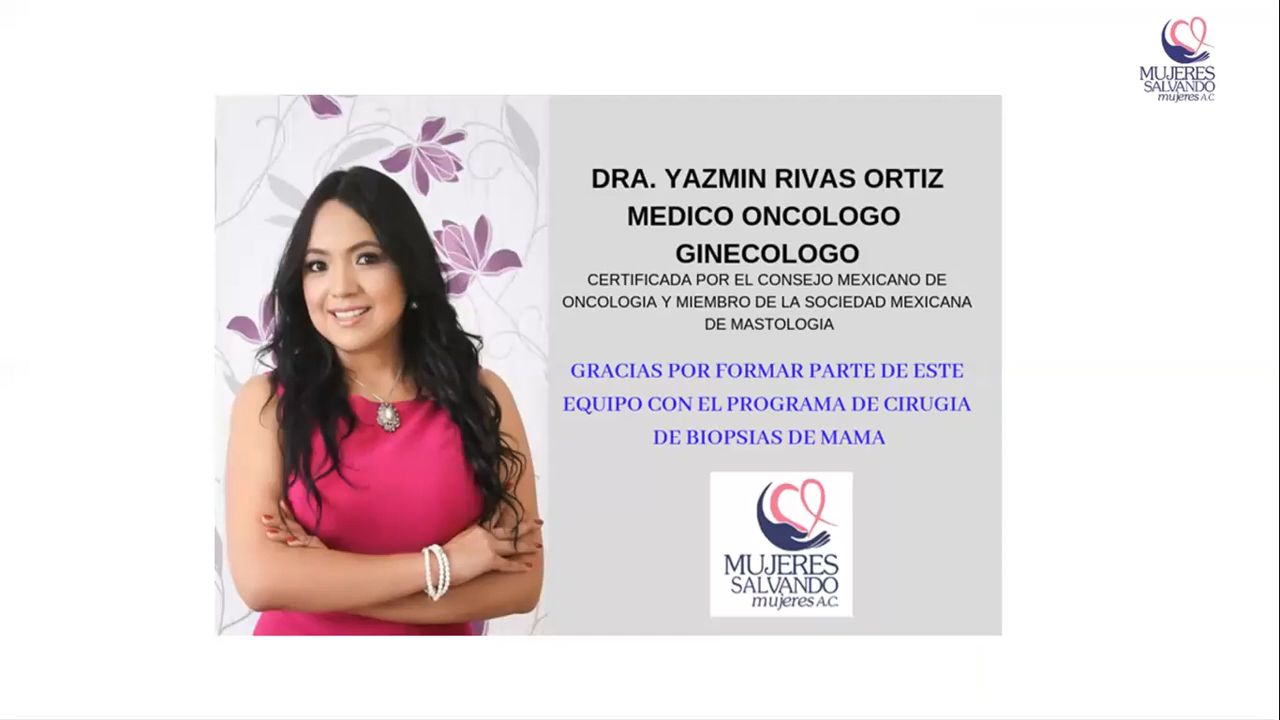 MUJERES
SALVANDO
mujeres A.C.
DRA. YAZMIN RIVAS ORTIZ
MEDICO ONCOLOGO
GINECOLOGO
CERTIFICADA POR EL CONSEJO MEXICANO DE
ONCOLOGIA Y MIEMBRO DE LA SOCIEDAD MEXICANA
DE MASTOLOGIA
GRACIAS POR FORMAR PARTE DE ESTE
EQUIPO CON EL PROGRAMA DE CIRUGIA
DE BIOPSIAS DE MAMA
MUJERES
SALVANDO
mujeres A.C.